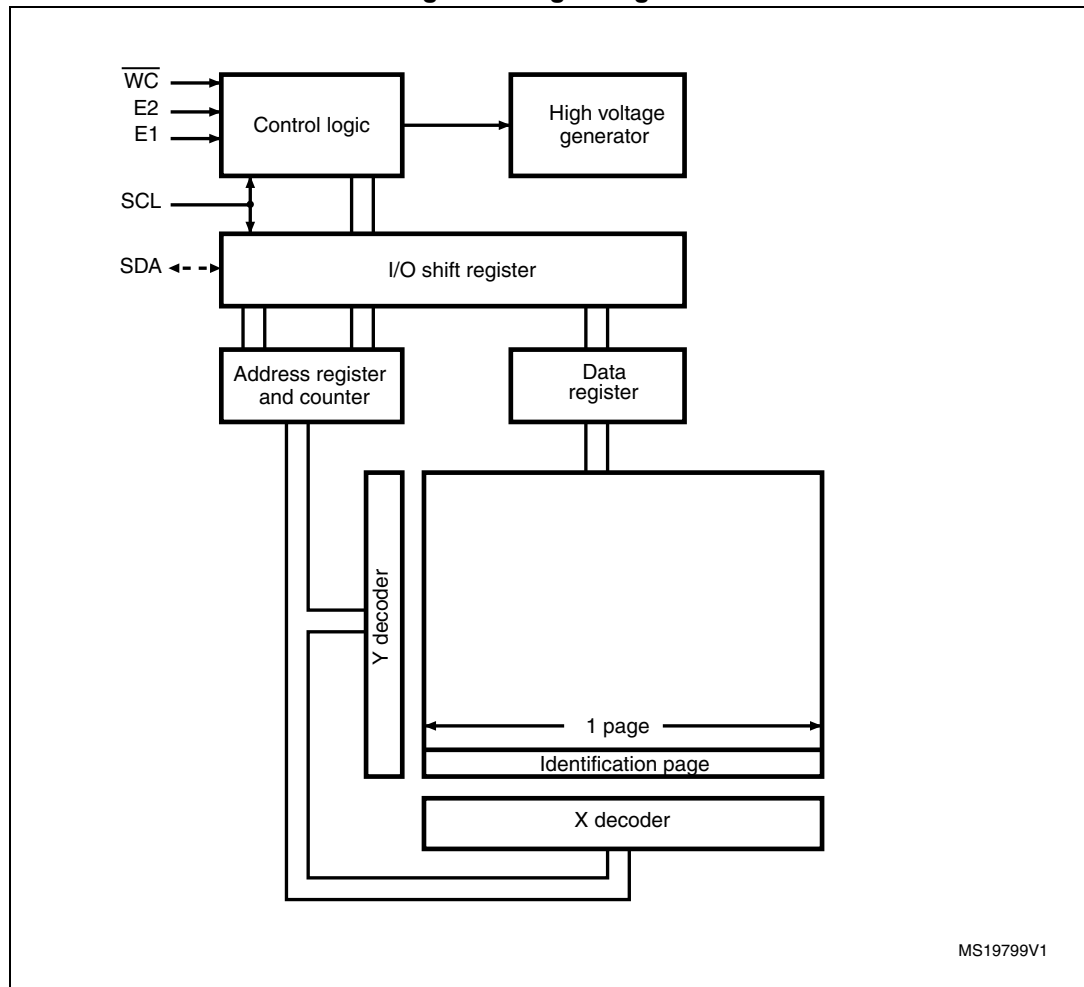 W̅C̅
E2
E1
Control logic
High voltage
generator
SCL
SDA
I/O shift register
Address register
and counter
Data
register
Y decoder
1 page
Identification page
X decoder
MS19799V1